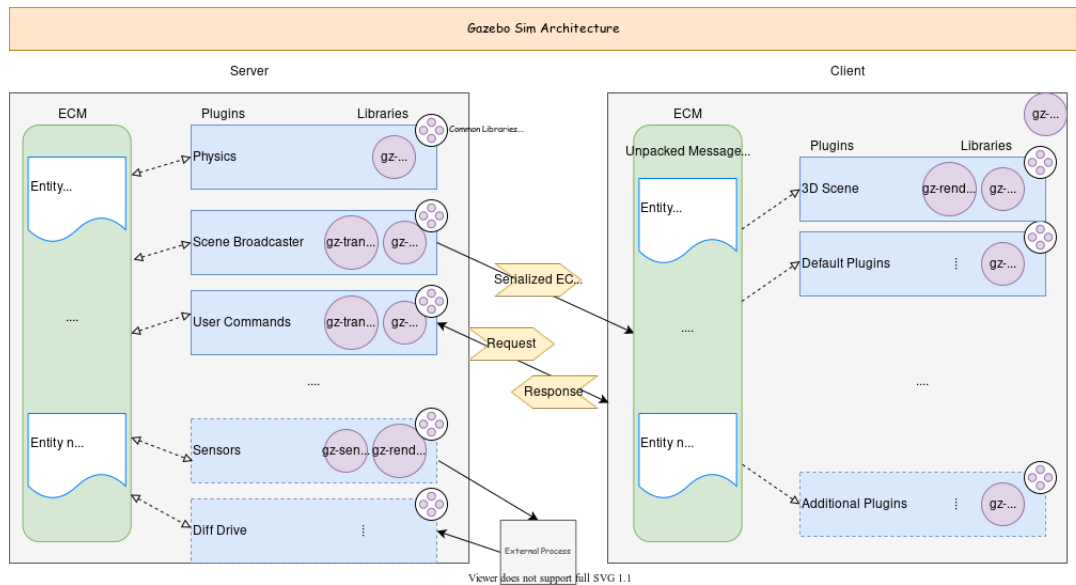 Gazebo Sim Architecture
Server
Client
ECM
Plugins
Libraries
Common Libraries...
Physics
gz-...
Entity...
Scene Broadcaster
gz-tran...
gz-...
User Commands
gz-tran...
gz-...
....
....
Entity n...
Sensors
gz-sen...
gz-rend...
Diff Drive
...
Serialized EC...
Request
Response
External Process
gz-...
ECM
Unpacked Message...
Plugins
Libraries
Entity...
3D Scene
gz-rend...
gz-...
Default Plugins
...
gz-...
....
....
Entity n...
Additional Plugins
...
gz-...
Viewer does not support full SVG 1.1